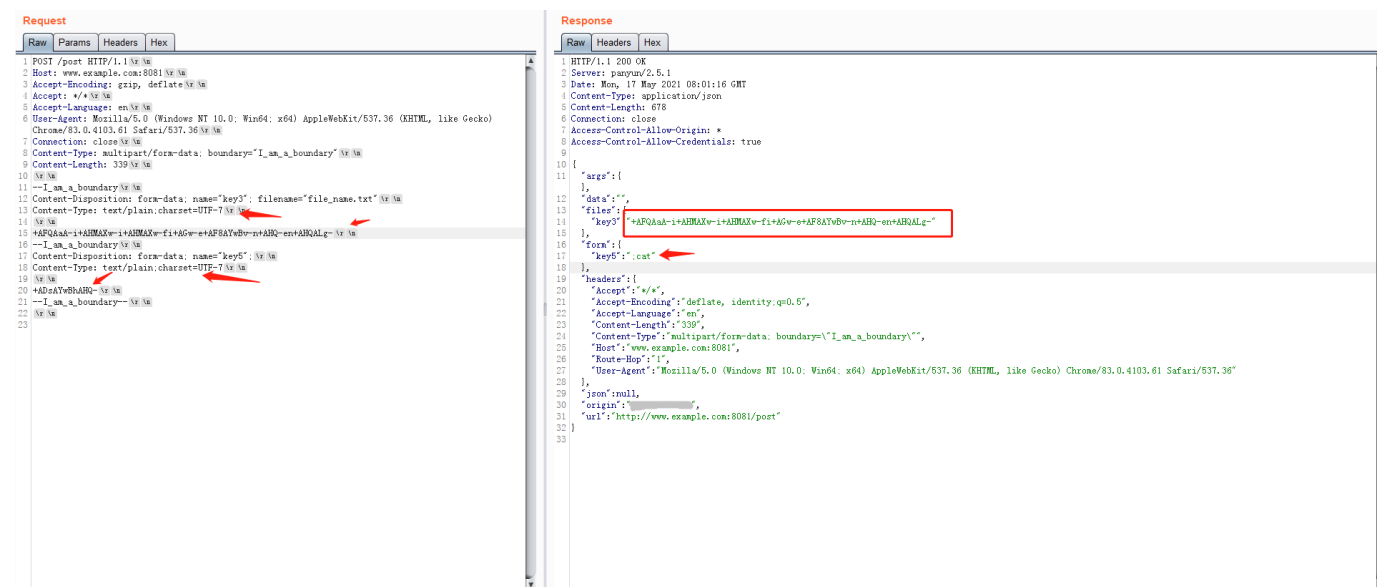 Request
Raw Params Headers Hex
1 POST /post HTTP/1.1 \r \n
2 Host: www.example.com:8081 \r \n
3 Accept-Encoding: gzip, deflate \r \n
4 Accept: */* \r \n
5 Accept-Language: en \r \n
6 User-Agent: Mozilla/5.0 (Windows NT 10.0; Win64; x64) AppleWebKit/537.36 (KHTML, like Gecko)
Chrome/83.0.4103.61 Safari/537.36 \r \n
7 Connection: close \r \n
8 Content-Type: multipart/form-data; boundary="I_am_a_boundary" \r \n
9 Content-Length: 339 \r \n
10 \r \n
11 --I_am_a_boundary \r \n
12 Content-Disposition: form-data; name="key3"; filename="file_name.txt" \r \n
13 Content-Type: text/plain;charset=UTF-7 \r \n
14 \r \n
15 +AFQAaA-i+AHMAXw-i+AHMAXw-fi+AGw-e+AF8AYwBv-n+AHQ-en+AHQALg- \r \n
16 --I_am_a_boundary \r \n
17 Content-Disposition: form-data; name="key5"; \r \n
18 Content-Type: text/plain;charset=UTF-7 \r \n
19 \r \n
20 +ADsAYwBhAHQ- \r \n
21 --I_am_a_boundary-- \r \n
22 \r \n
23
Response
Raw Headers Hex
1 HTTP/1.1 200 OK
2 Server: panyun/2.5.1
3 Date: Mon, 17 May 2021 08:01:16 GMT
4 Content-Type: application/json
5 Content-Length: 678
6 Connection: close
7 Access-Control-Allow-Origin: *
8 Access-Control-Allow-Credentials: true
9
10 {
11 "args":{
},
12 "data":"",
13 "files":{
14 "key3":"+AFQAaA-i+AHMAXw-i+AHMAXw-fi+AGw-e+AF8AYwBv-n+AHQ-en+AHQALg-"
15 },
16 "form":{
17 "key5":";cat"
18 },
19 "headers":{
20 "Accept":"*/*",
21 "Accept-Encoding":"deflate, identity;q=0.5",
22 "Accept-Language":"en",
23 "Content-Length":"339",
24 "Content-Type":"multipart/form-data; boundary=\"I_am_a_boundary\"",
25 "Host":"www.example.com:8081",
26 "Route-Hop":"1",
27 "User-Agent":"Mozilla/5.0 (Windows NT 10.0; Win64; x64) AppleWebKit/537.36 (KHTML, like Gecko) Chrome/83.0.4103.61 Safari/537.36"
28 },
29 "json":null,
30 "origin":"",
31 "url":"http://www.example.com:8081/post"
32 }
33